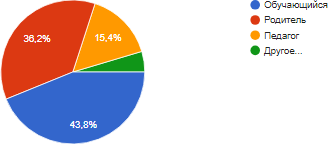 Обучающийся
Родитель
Педагог
Другое...
36,2%
15,4%
43,8%